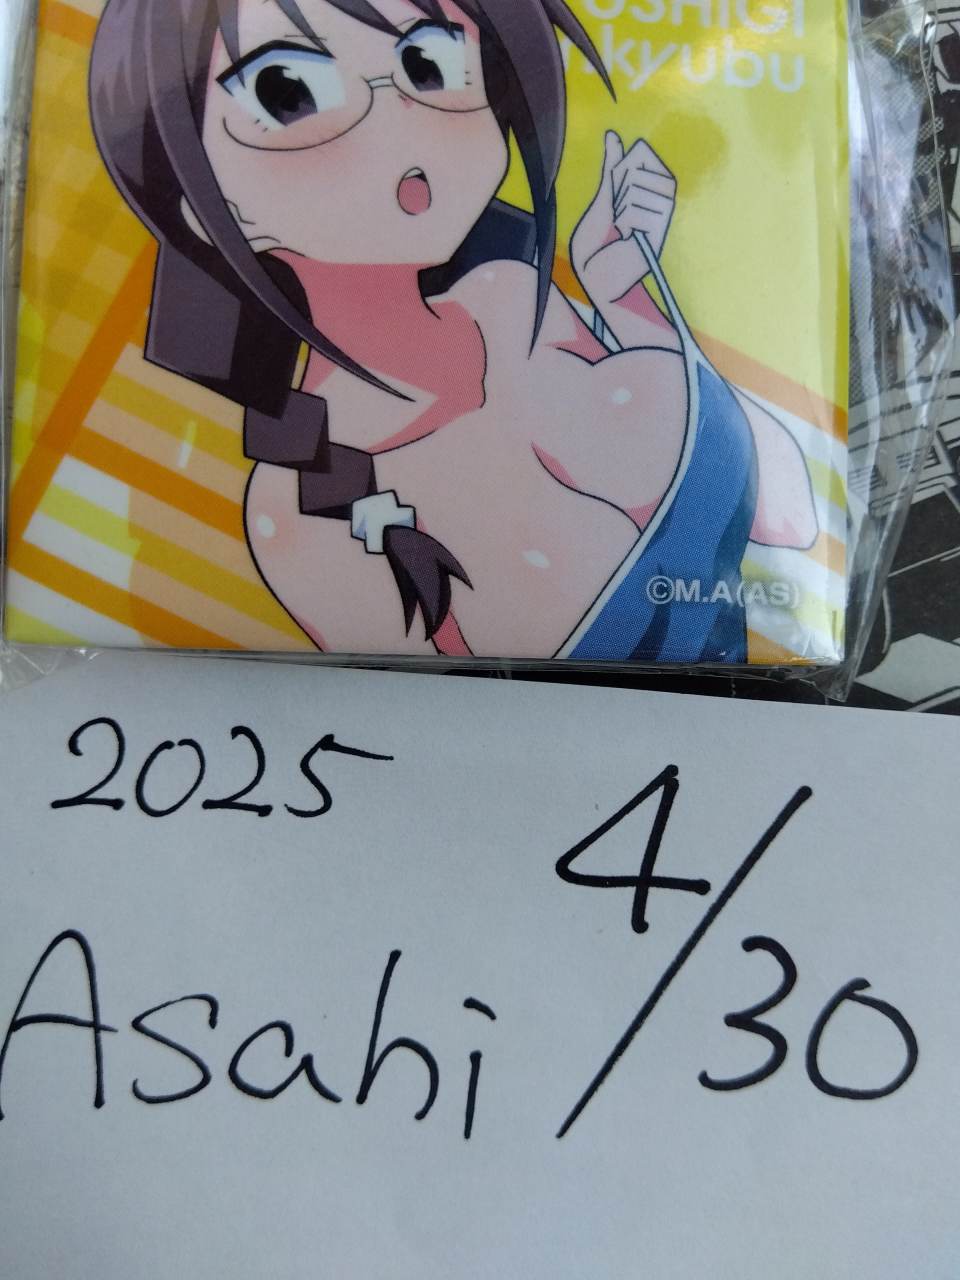 USHIGI
kyubu
©M.A(AS)
2025
4/30
Asahi